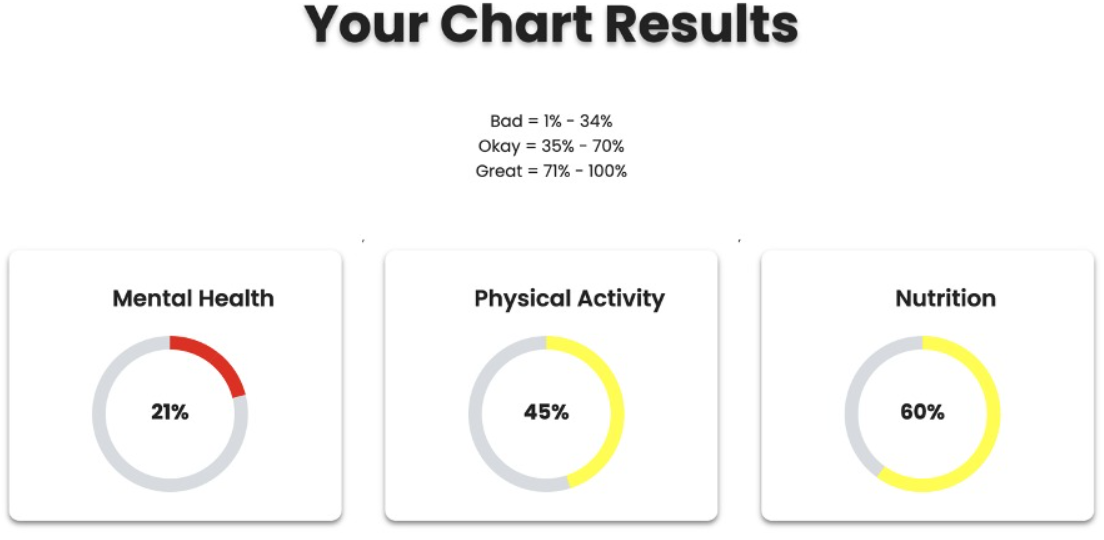 Your Chart Results
Bad = 1% - 34%
Okay = 35% - 70%
Great = 71% - 100%
, ,
Mental Health
Physical Activity
Nutrition
21%
45%
60%